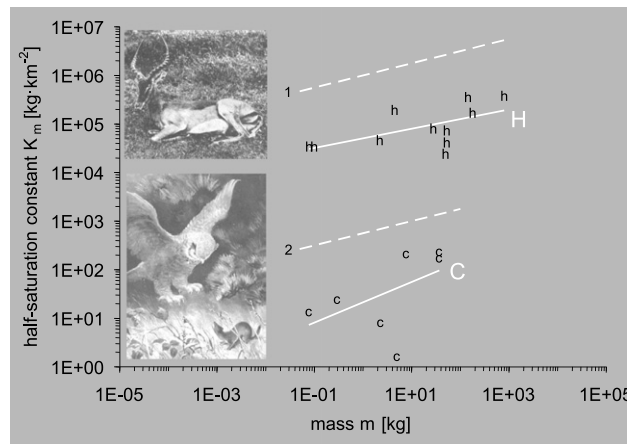 half-saturation constant Km [kg·km-2]
1E+07
1E+06
1E+05
1E+04
1E+03
1E+02
1E+01
1E+00
1
h
h
h
h
h
h
h
h
h
h
h
h
H
2
c
c
c
c
c
c
c
C
1E-05
1E-03
1E-01
1E+01
1E+03
1E+05
mass m [kg]